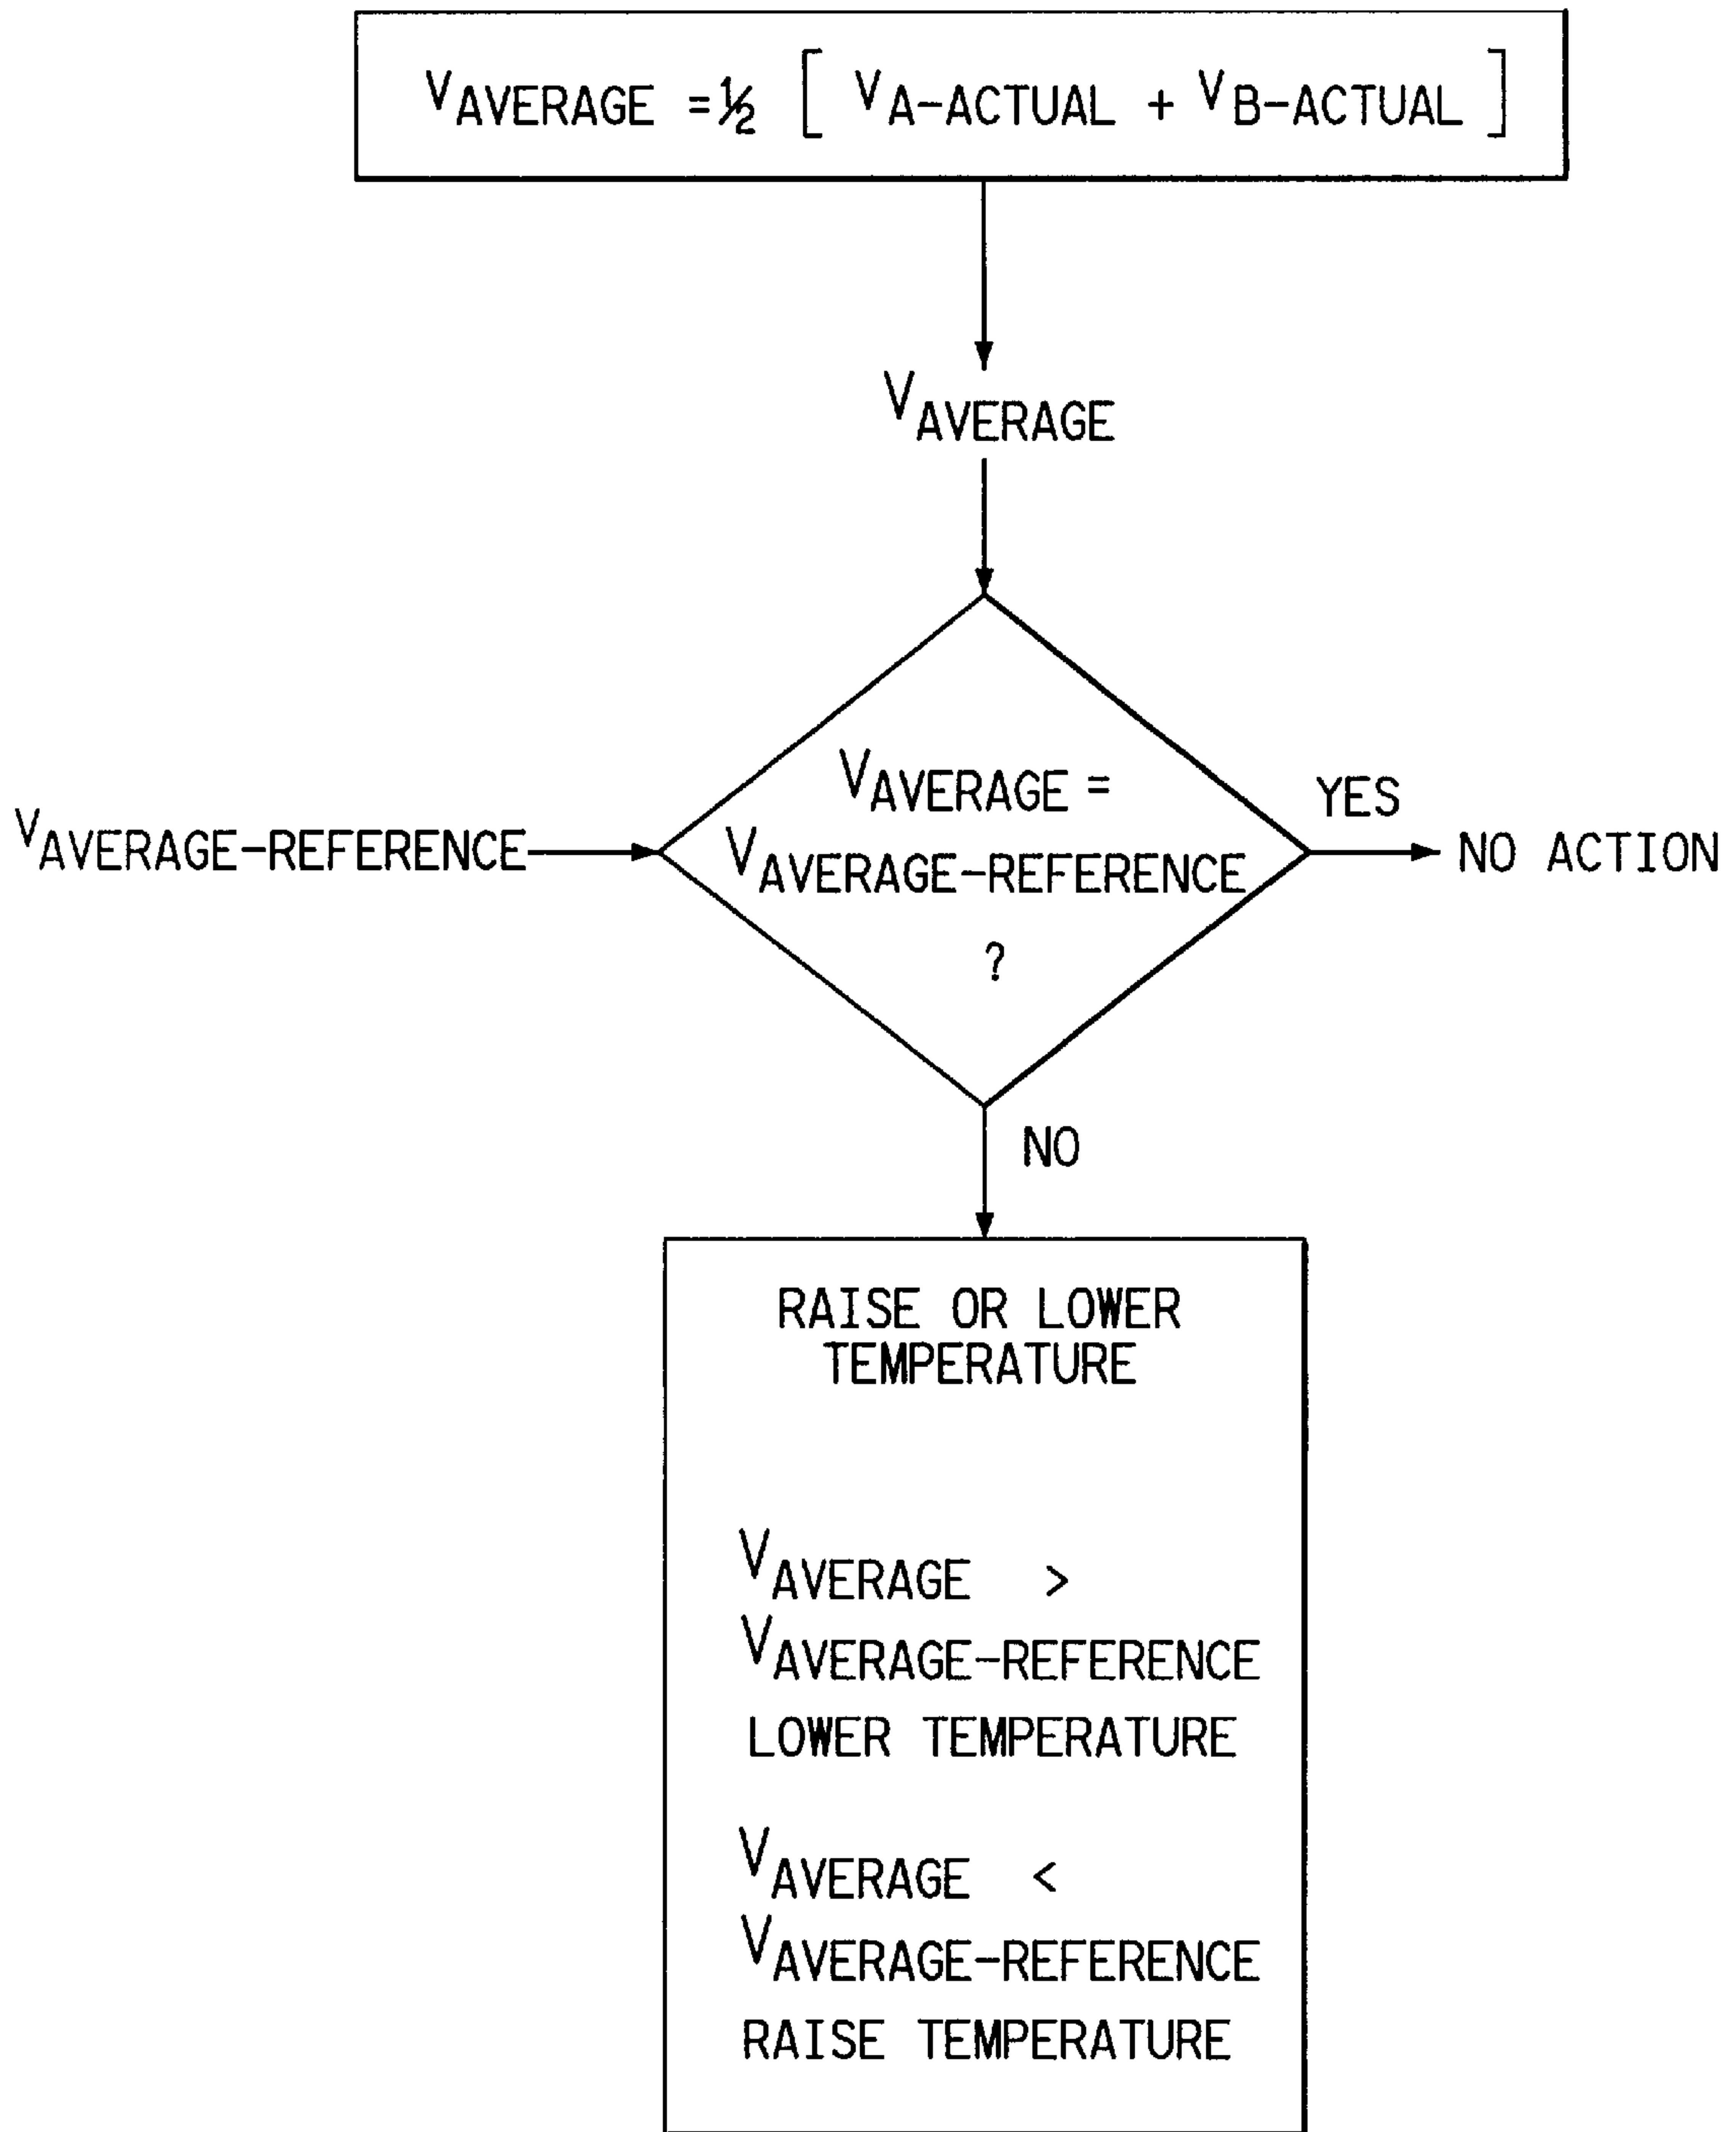 VAVERAGE =½ [ VA-ACTUAL + VB-ACTUAL ]
VAVERAGE
VAVERAGE =
VAVERAGE-REFERENCE
?
VAVERAGE-REFERENCE
YES
NO ACTION
NO
RAISE OR LOWER
TEMPERATURE
VAVERAGE >
VAVERAGE-REFERENCE
LOWER TEMPERATURE
VAVERAGE <
VAVERAGE-REFERENCE
RAISE TEMPERATURE